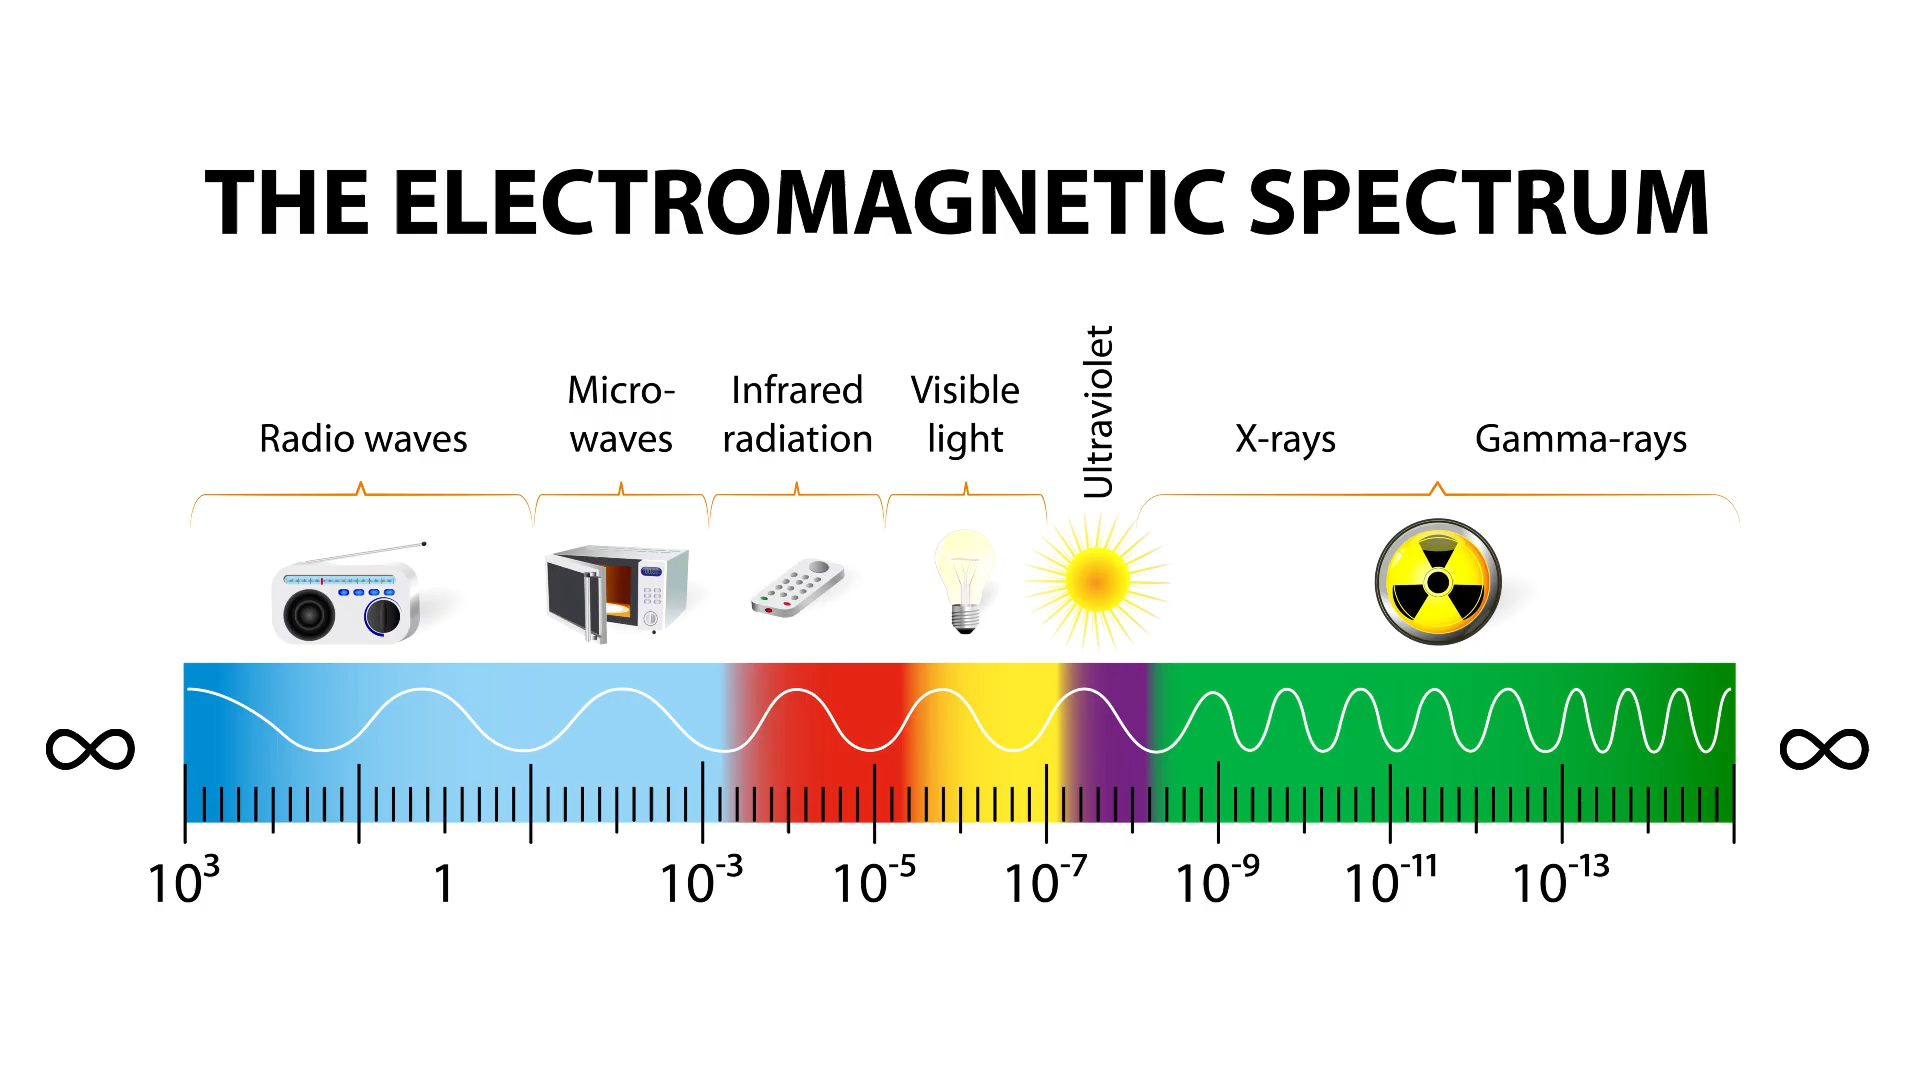 THE ELECTROMAGNETIC SPECTRUM
Radio waves
Micro-
waves
Infrared
radiation
Visible
light
Ultraviolet
X-rays
Gamma-rays
∞
∞
10³ 1 10⁻³ 10⁻⁵ 10⁻⁷ 10⁻⁹ 10⁻¹¹ 10⁻¹³